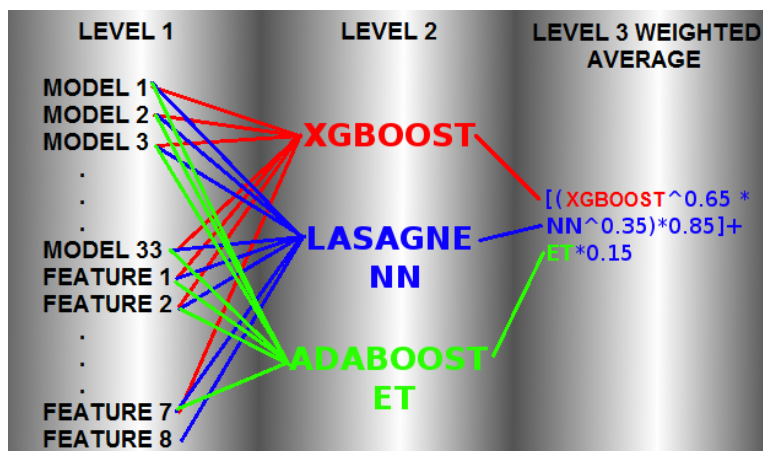 LEVEL 1
LEVEL 2
LEVEL 3 WEIGHTED
AVERAGE
MODEL 1
MODEL 2
MODEL 3
.
.
.
MODEL 33
FEATURE 1
FEATURE 2
.
.
.
FEATURE 7
FEATURE 8
XGBOOST
LASAGNE
NN
ADABOOST
ET
[(XGBOOST^0.65 *
NN^0.35)*0.85]+
ET*0.15